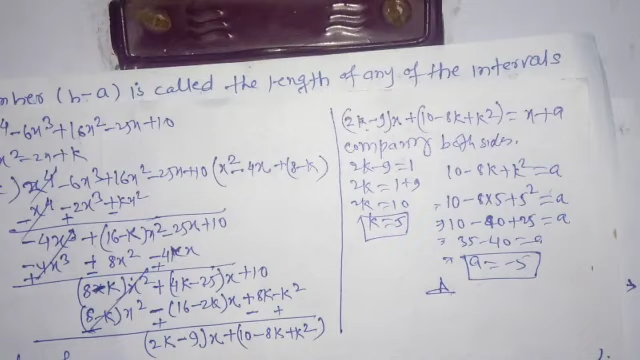 mber (b-a) is called the length of any of the intervals
4-6x³+16x²-25x+10
x²-2x+k
) x⁴-6x³+16x²-25x+10 (x²-4x+(8-k)
x⁴-2x³+kx²
- + -
-4x³+(16-k)x²-25x+10
-4x³+8x²-4kx
+ - +
(8-k)x²+(4k-25)x+10
(8-k)x²-(16-2k)x+8k-k²
- + - +
(2k-9)x+(10-8k+k²)
(2k-9)x+(10-8k+k²)=x+a
comparing both sides.
2k-9=1
2k=1+9
2k=10
k=5
10-8k+k²=a
=10-8x5+5²=a
=>10-40+25=a
=> 35-40=a
=> a=-5